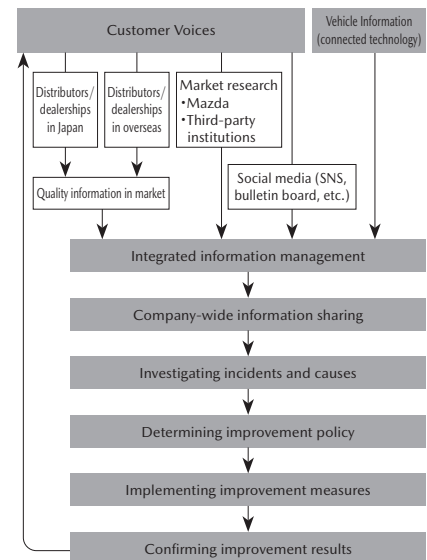 Customer Voices
Vehicle Information
(connected technology)
Distributors/
dealerships
in Japan
Distributors/
dealerships
in overseas
Market research
•Mazda
•Third-party
institutions
Quality information in market
Social media (SNS,
bulletin board, etc.)
Integrated information management
Company-wide information sharing
Investigating incidents and causes
Determining improvement policy
Implementing improvement measures
Confirming improvement results